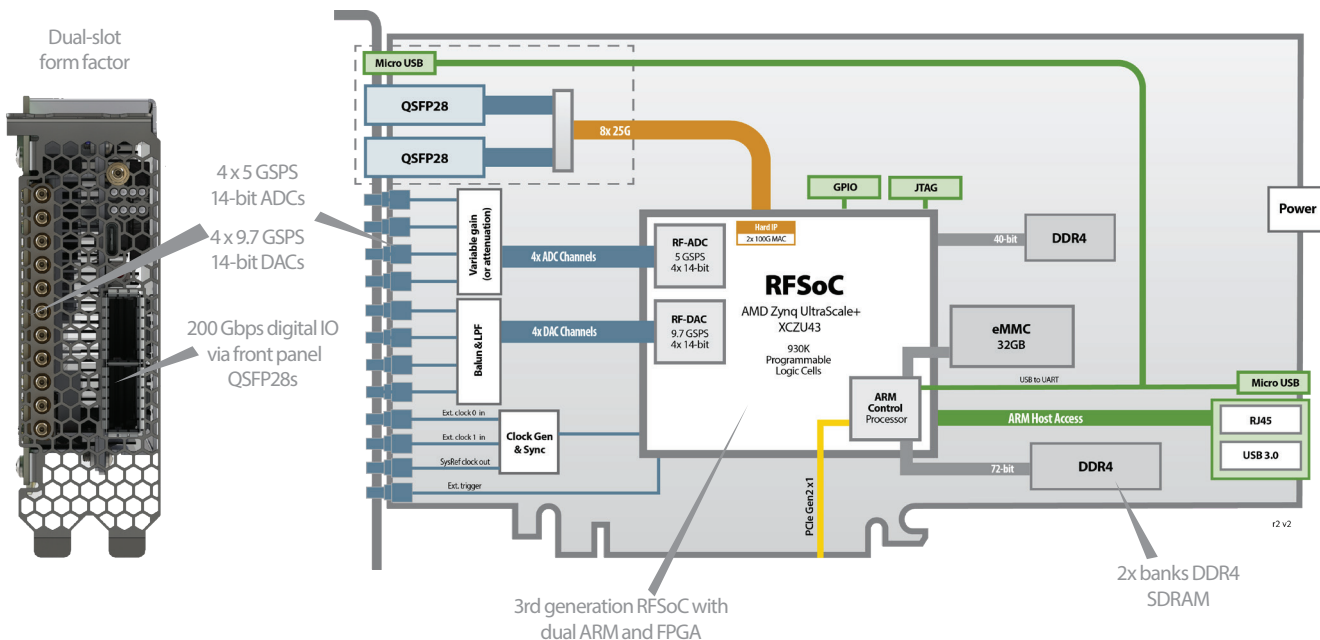 Dual-slot
form factor
4 x 5 GSPS
14-bit ADCs
4 x 9.7 GSPS
14-bit DACs
200 Gbps digital IO
via front panel
QSFP28s
Micro USB
QSFP28
QSFP28
8x 25G
GPIO
JTAG
Power
Variable gain
(or attenuation)
4x ADC Channels
RF-ADC
5 GSPS
4x 14-bit
Hard IP
2x 100G MAC
40-bit
DDR4
RFSoC
AMD Zynq UltraScale+
XCZU43
930K
Programmable
Logic Cells
Balun & LPF
4x DAC Channels
RF-DAC
9.7 GSPS
4x 14-bit
eMMC
32GB
USB to UART
Micro USB
ARM
Control
Processor
ARM Host Access
RJ45
USB 3.0
Ext. clock 0 in
Ext. clock 1 in
SysRef clock out
Ext. trigger
Clock Gen
& Sync
72-bit
DDR4
PCIe Gen2 x1
r2 v2
3rd generation RFSoC with
dual ARM and FPGA
2x banks DDR4
SDRAM